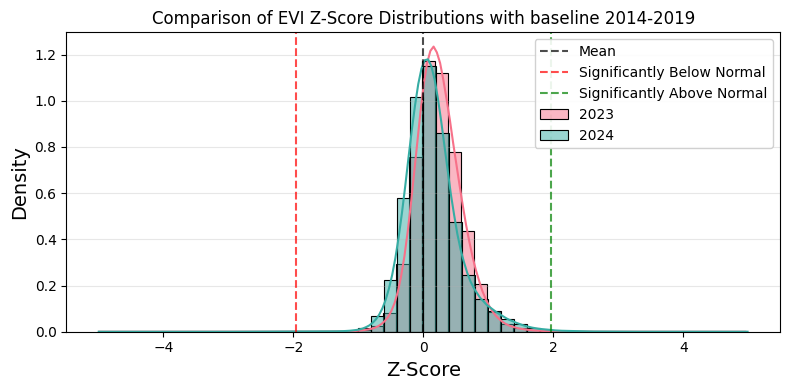 Comparison of EVI Z-Score Distributions with baseline 2014-2019
Mean
Significantly Below Normal
Significantly Above Normal
2023
2024
Density
1.2
1.0
0.8
0.6
0.4
0.2
0.0
−4
−2
0
2
4
Z-Score